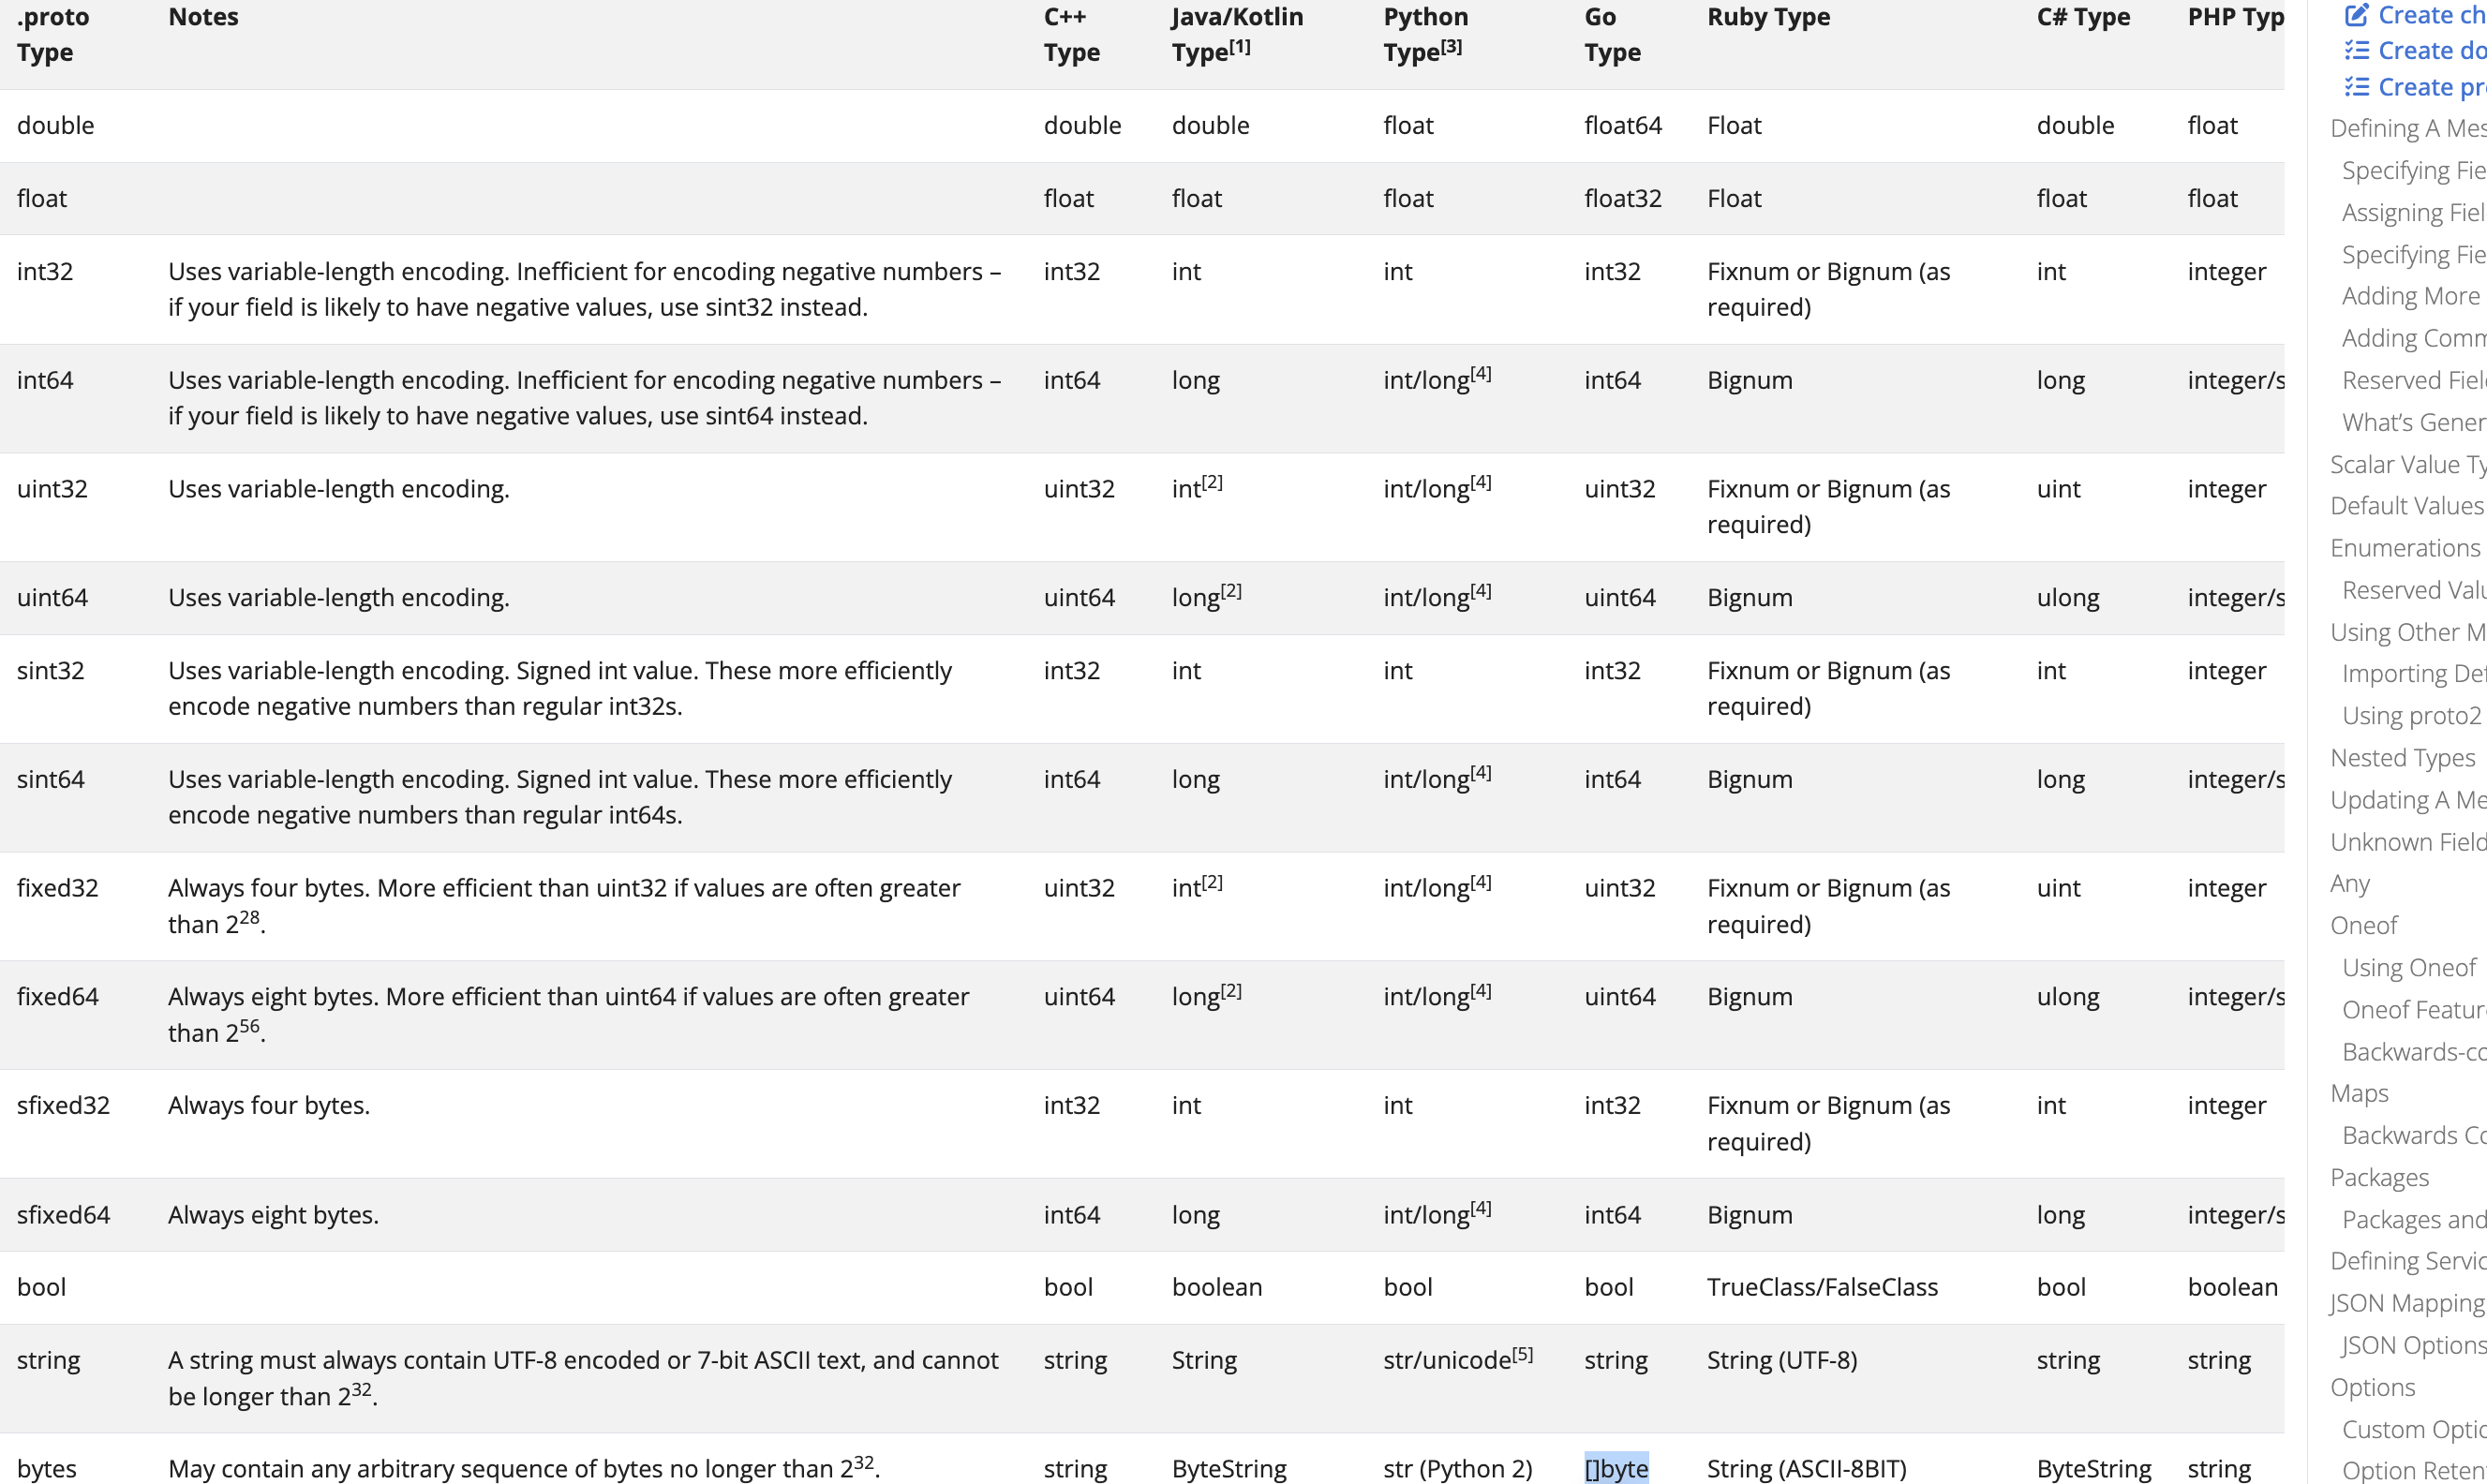 .proto Type Notes C++ Type Java/Kotlin Type[1] Python Type[3] Go Type Ruby Type C# Type PHP Typ
double double double float float64 Float double float
float float float float float32 Float float float
int32 Uses variable-length encoding. Inefficient for encoding negative numbers – int32 int int int32 Fixnum or Bignum (as int integer
if your field is likely to have negative values, use sint32 instead. required)
int64 Uses variable-length encoding. Inefficient for encoding negative numbers – int64 long int/long[4] int64 Bignum long integer/s
if your field is likely to have negative values, use sint64 instead.
uint32 Uses variable-length encoding. uint32 int[2] int/long[4] uint32 Fixnum or Bignum (as uint integer
required)
uint64 Uses variable-length encoding. uint64 long[2] int/long[4] uint64 Bignum ulong integer/s
sint32 Uses variable-length encoding. Signed int value. These more efficiently int32 int int int32 Fixnum or Bignum (as int integer
encode negative numbers than regular int32s. required)
sint64 Uses variable-length encoding. Signed int value. These more efficiently int64 long int/long[4] int64 Bignum long integer/s
encode negative numbers than regular int64s.
fixed32 Always four bytes. More efficient than uint32 if values are often greater uint32 int[2] int/long[4] uint32 Fixnum or Bignum (as uint integer
than 2^28. required)
fixed64 Always eight bytes. More efficient than uint64 if values are often greater uint64 long[2] int/long[4] uint64 Bignum ulong integer/s
than 2^56.
sfixed32 Always four bytes. int32 int int int32 Fixnum or Bignum (as int integer
required)
sfixed64 Always eight bytes. int64 long int/long[4] int64 Bignum long integer/s
bool bool boolean bool bool TrueClass/FalseClass bool boolean
string A string must always contain UTF-8 encoded or 7-bit ASCII text, and cannot string String str/unicode[5] string String (UTF-8) string string
be longer than 2^32.
bytes May contain any arbitrary sequence of bytes no longer than 2^32. string ByteString str (Python 2) []byte String (ASCII-8BIT) ByteString string
Create ch
Create do
Create pr
Defining A Mes
Specifying Fie
Assigning Fiel
Specifying Fie
Adding More
Adding Comm
Reserved Fiel
What's Gener
Scalar Value Ty
Default Values
Enumerations
Reserved Valu
Using Other M
Importing Def
Using proto2
Nested Types
Updating A Me
Unknown Field
Any
Oneof
Using Oneof
Oneof Featur
Backwards-co
Maps
Backwards Co
Packages
Packages and
Defining Servic
JSON Mapping
JSON Options
Options
Custom Optio
Option Reten